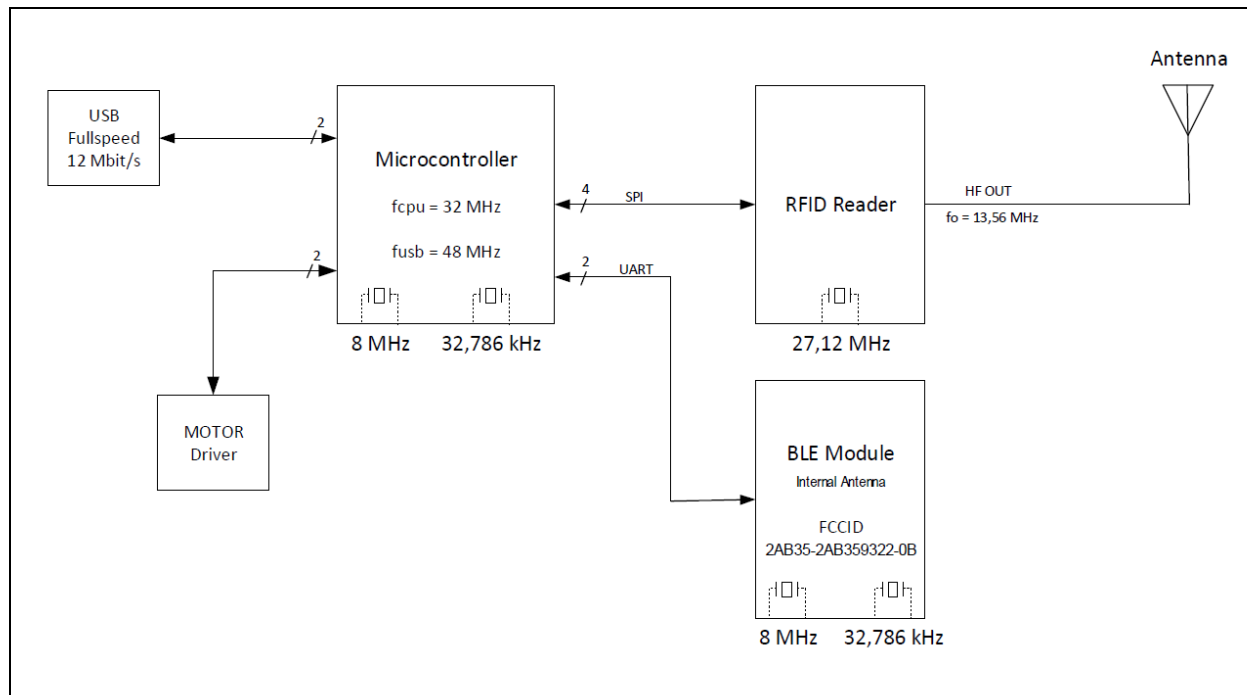 Antenna
USB
Fullspeed
12 Mbit/s
2
Microcontroller
fcpu = 32 MHz
fusb = 48 MHz
8 MHz
32,786 kHz
4
SPI
RFID Reader
27,12 MHz
HF OUT
fo = 13,56 MHz
2
UART
2
MOTOR
Driver
BLE Module
Internal Antenna
FCCID
2AB35-2AB359322-0B
8 MHz
32,786 kHz